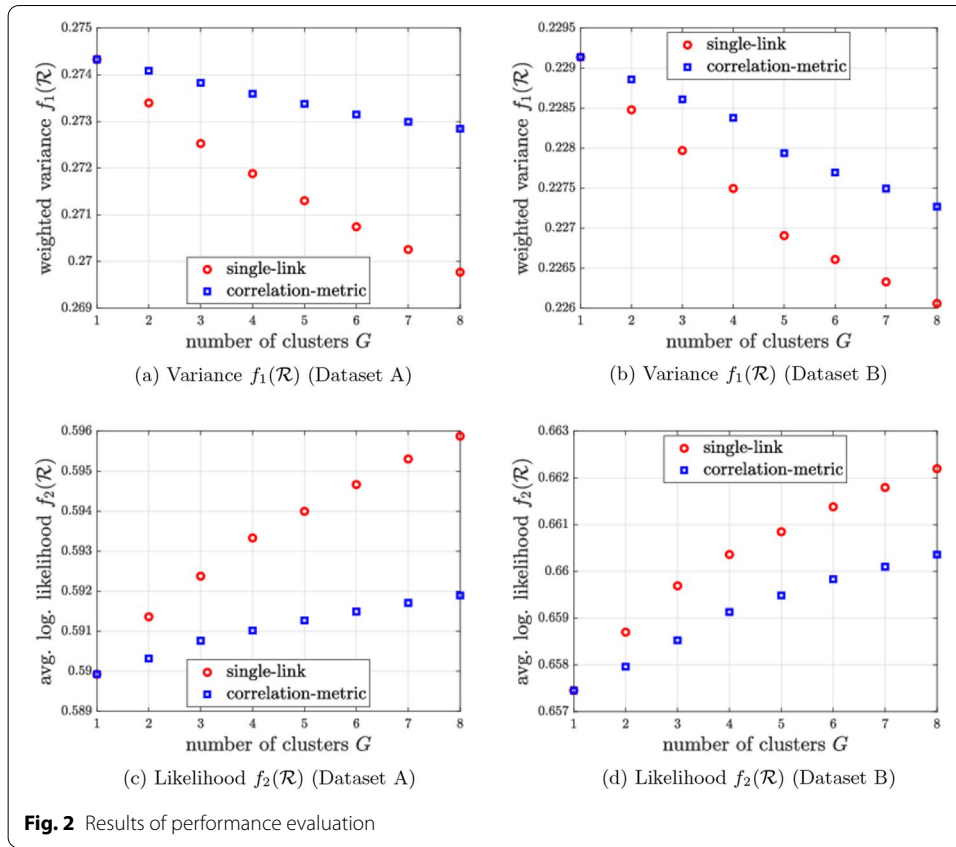 0.275
0.274
0.273
0.272
0.271
0.27
0.269
weighted variance f₁(ℛ)
single-link
correlation-metric
1 2 3 4 5 6 7 8
number of clusters G
(a) Variance f₁(ℛ) (Dataset A)
0.2295
0.229
0.2285
0.228
0.2275
0.227
0.2265
0.226
weighted variance f₁(ℛ)
single-link
correlation-metric
1 2 3 4 5 6 7 8
number of clusters G
(b) Variance f₁(ℛ) (Dataset B)
0.596
0.595
0.594
0.593
0.592
0.591
0.59
0.589
avg. log. likelihood f₂(ℛ)
single-link
correlation-metric
1 2 3 4 5 6 7 8
number of clusters G
(c) Likelihood f₂(ℛ) (Dataset A)
0.663
0.662
0.661
0.66
0.659
0.658
0.657
avg. log. likelihood f₂(ℛ)
single-link
correlation-metric
1 2 3 4 5 6 7 8
number of clusters G
(d) Likelihood f₂(ℛ) (Dataset B)
Fig. 2 Results of performance evaluation